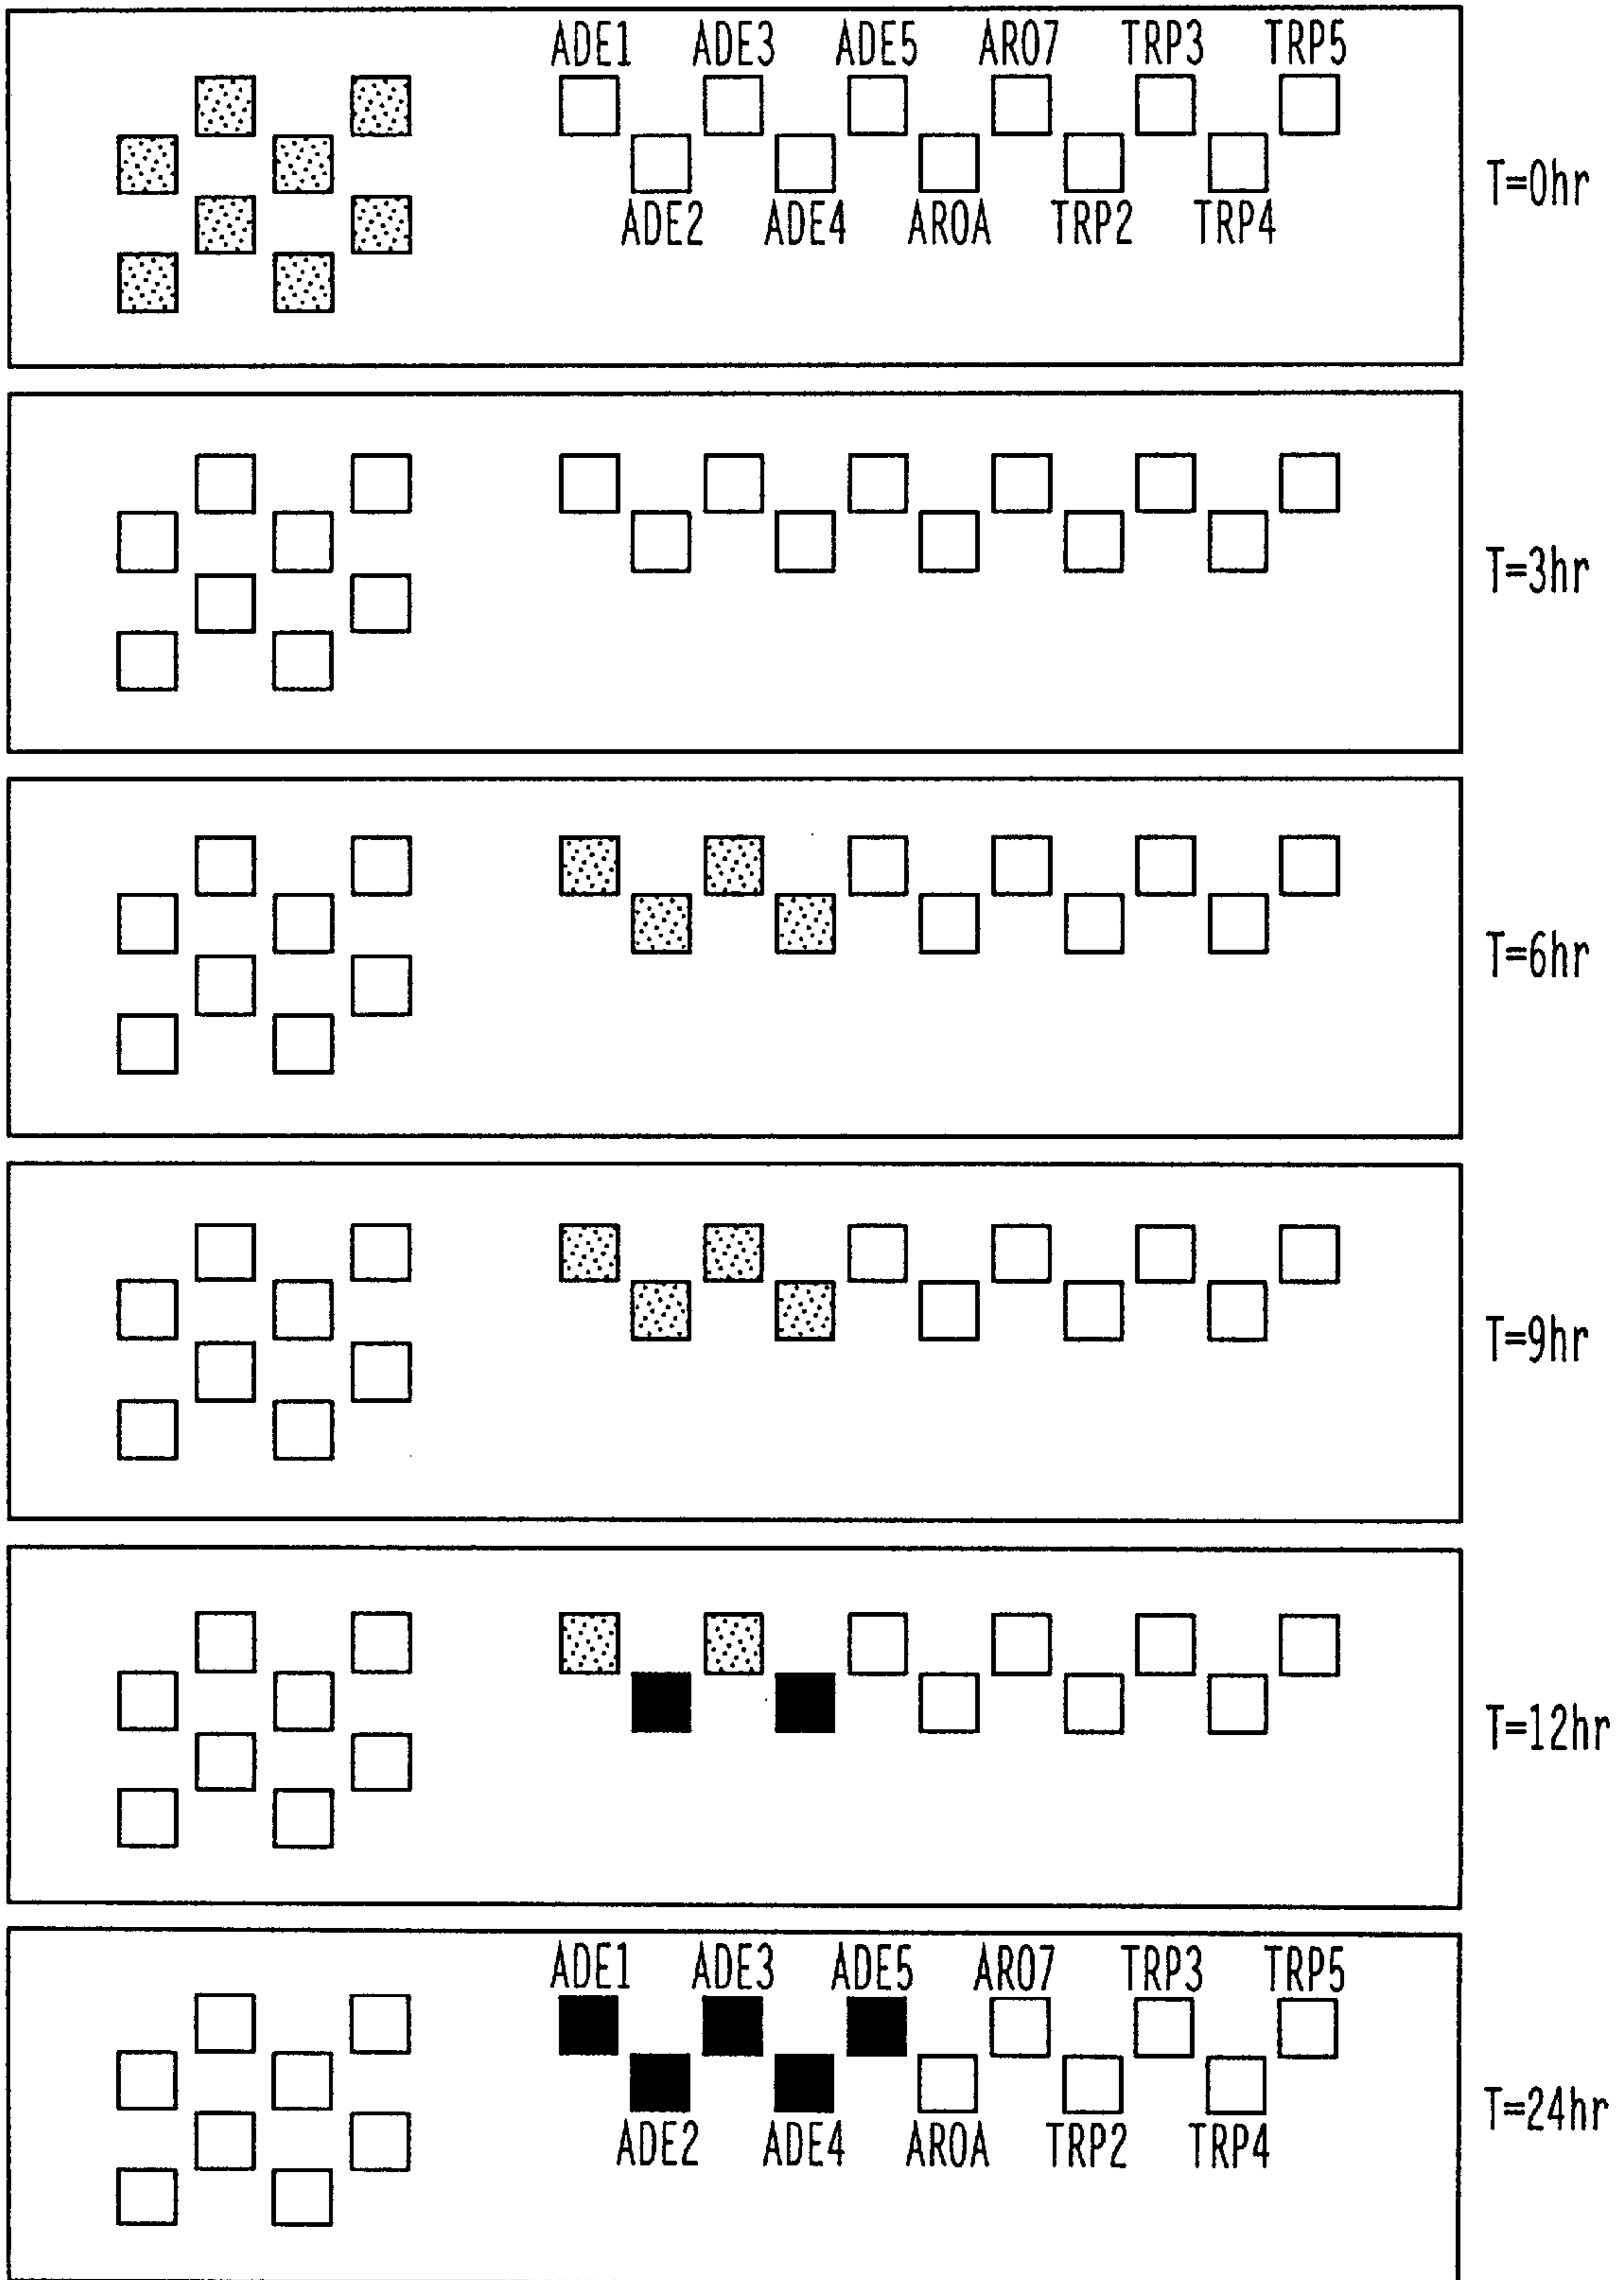 ADE1 ADE3 ADE5 ARO7 TRP3 TRP5
ADE2 ADE4 AROA TRP2 TRP4
T=0hr
T=3hr
T=6hr
T=9hr
T=12hr
ADE1 ADE3 ADE5 ARO7 TRP3 TRP5
ADE2 ADE4 AROA TRP2 TRP4
T=24hr